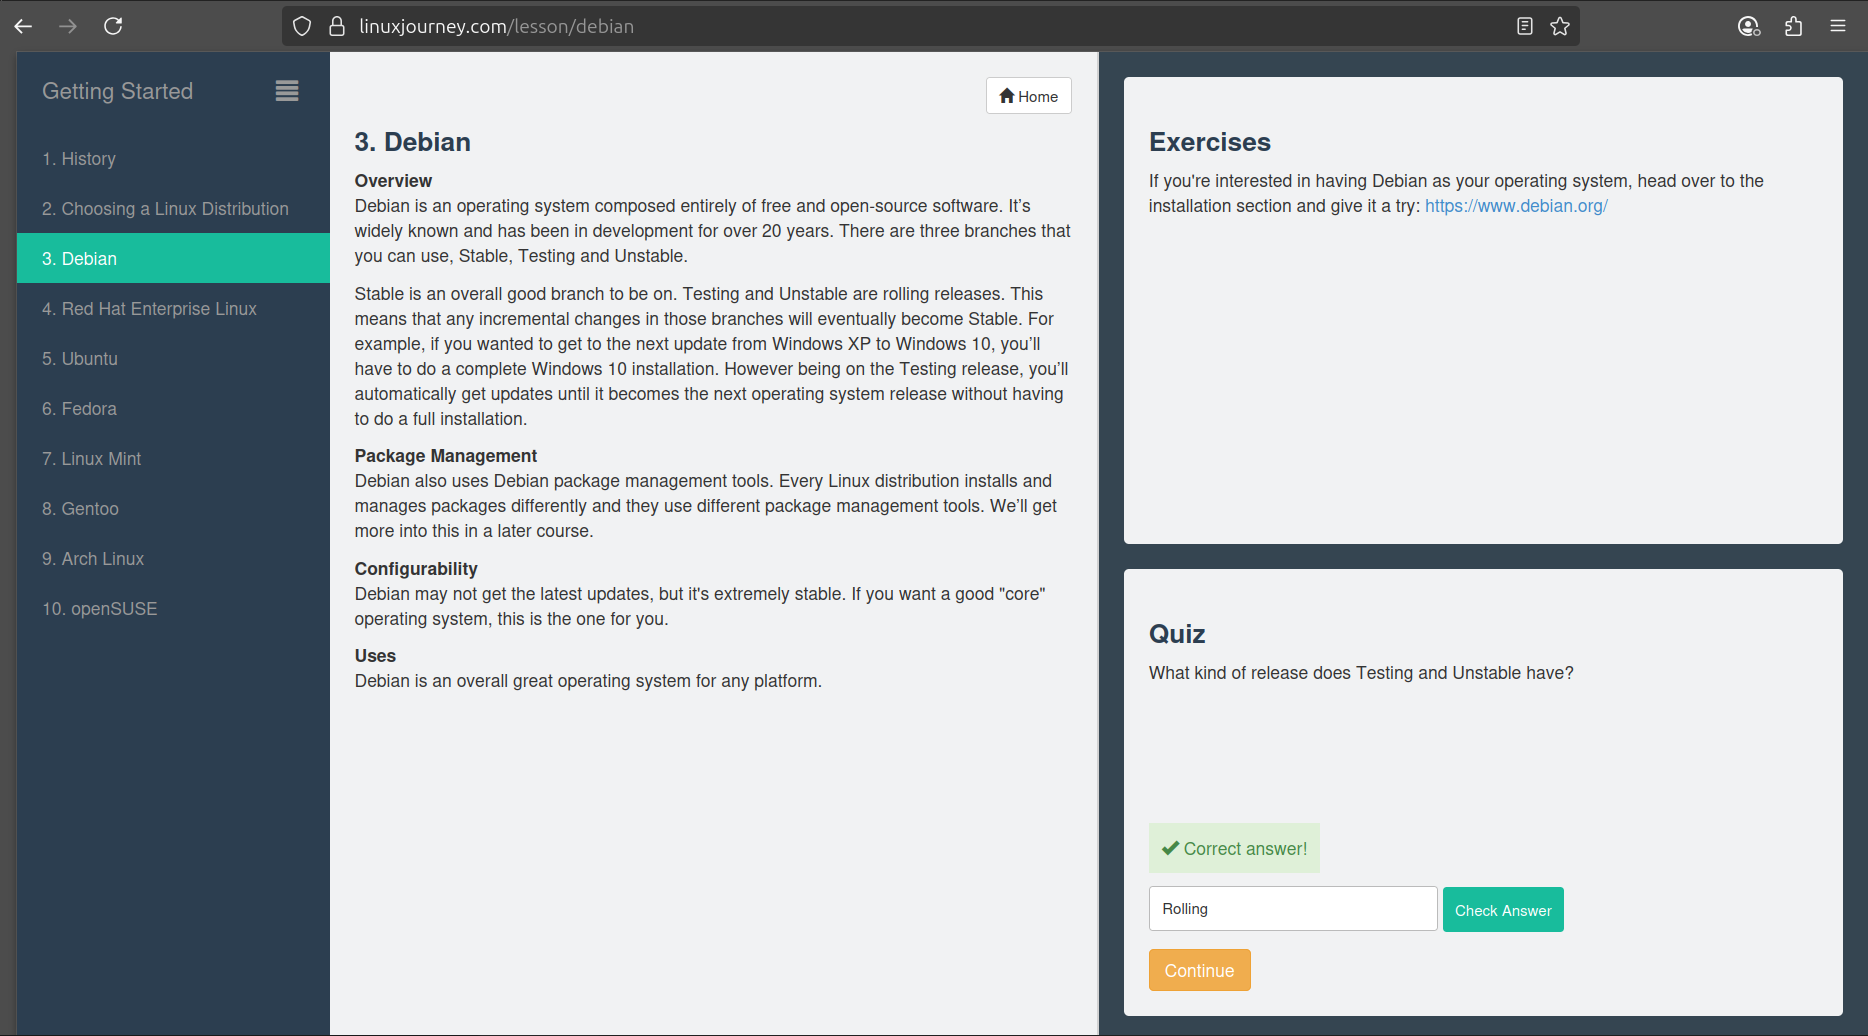 linuxjourney.com/lesson/debian
Getting Started
1. History
2. Choosing a Linux Distribution
3. Debian
4. Red Hat Enterprise Linux
5. Ubuntu
6. Fedora
7. Linux Mint
8. Gentoo
9. Arch Linux
10. openSUSE
Home
3. Debian
Overview
Debian is an operating system composed entirely of free and open-source software. It’s
widely known and has been in development for over 20 years. There are three branches that
you can use, Stable, Testing and Unstable.
Stable is an overall good branch to be on. Testing and Unstable are rolling releases. This
means that any incremental changes in those branches will eventually become Stable. For
example, if you wanted to get to the next update from Windows XP to Windows 10, you’ll
have to do a complete Windows 10 installation. However being on the Testing release, you’ll
automatically get updates until it becomes the next operating system release without having
to do a full installation.
Package Management
Debian also uses Debian package management tools. Every Linux distribution installs and
manages packages differently and they use different package management tools. We’ll get
more into this in a later course.
Configurability
Debian may not get the latest updates, but it's extremely stable. If you want a good "core"
operating system, this is the one for you.
Uses
Debian is an overall great operating system for any platform.
Exercises
If you're interested in having Debian as your operating system, head over to the
installation section and give it a try: https://www.debian.org/
Quiz
What kind of release does Testing and Unstable have?
Correct answer!
Rolling
Check Answer
Continue